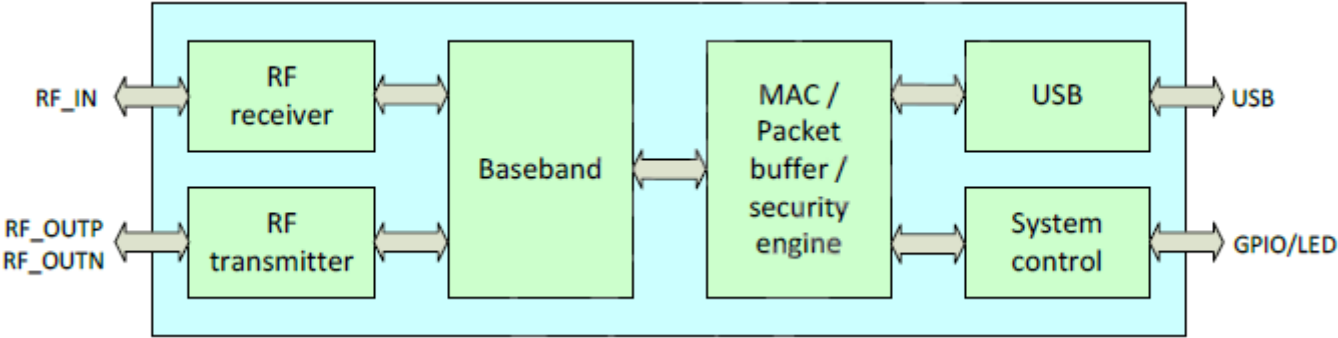 RF_IN
RF
receiver
RF_OUTP
RF_OUTN
RF
transmitter
Baseband
MAC /
Packet
buffer /
security
engine
USB
USB
System
control
GPIO/LED